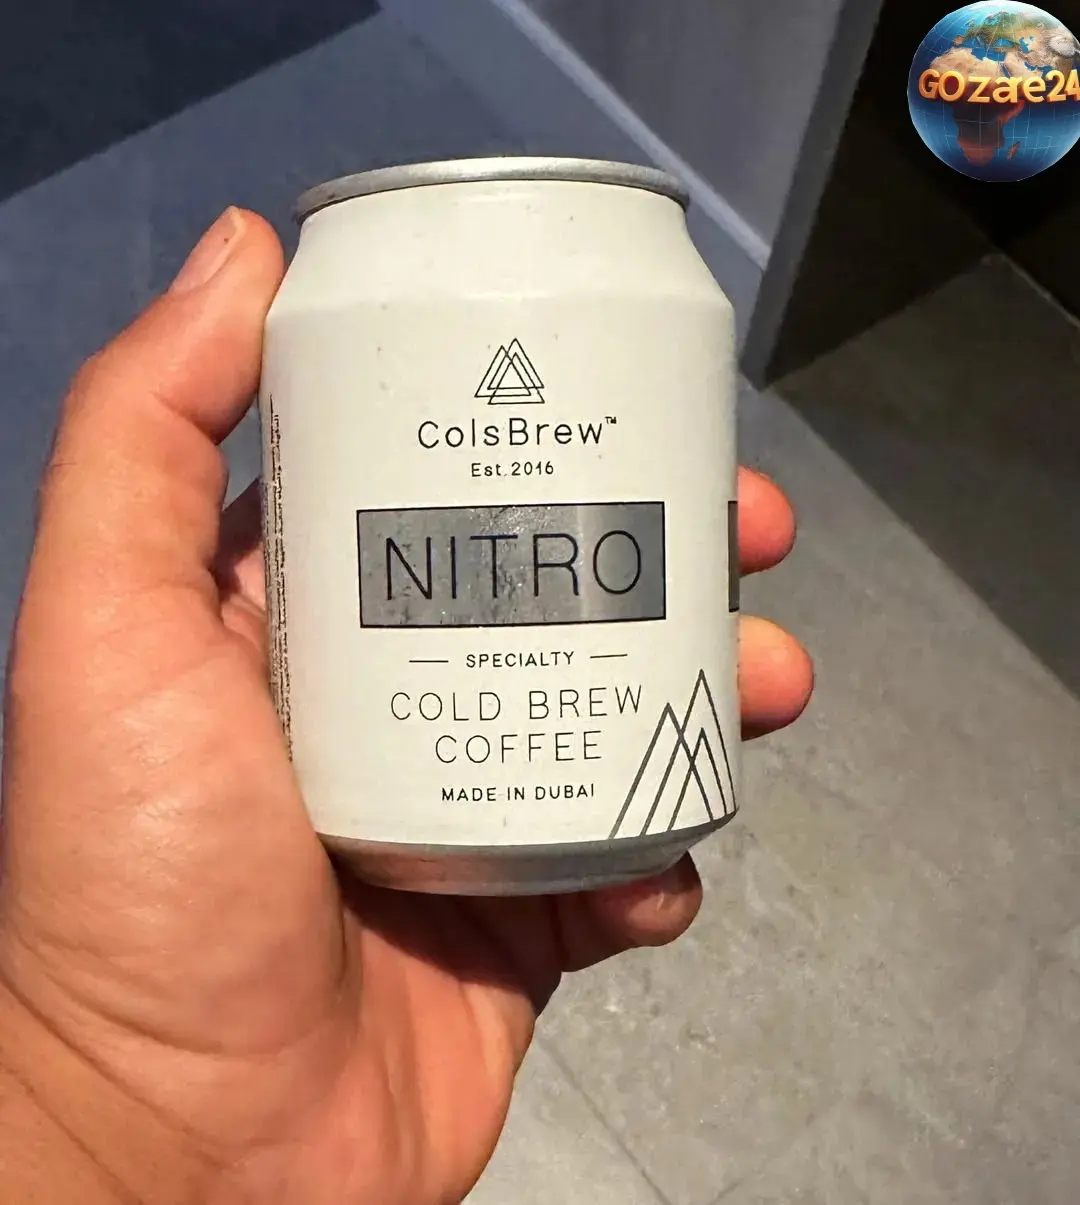 GOzare24
ColsBrew™
Est. 2016
NITRO
SPECIALTY
COLD BREW
COFFEE
MADE IN DUBAI